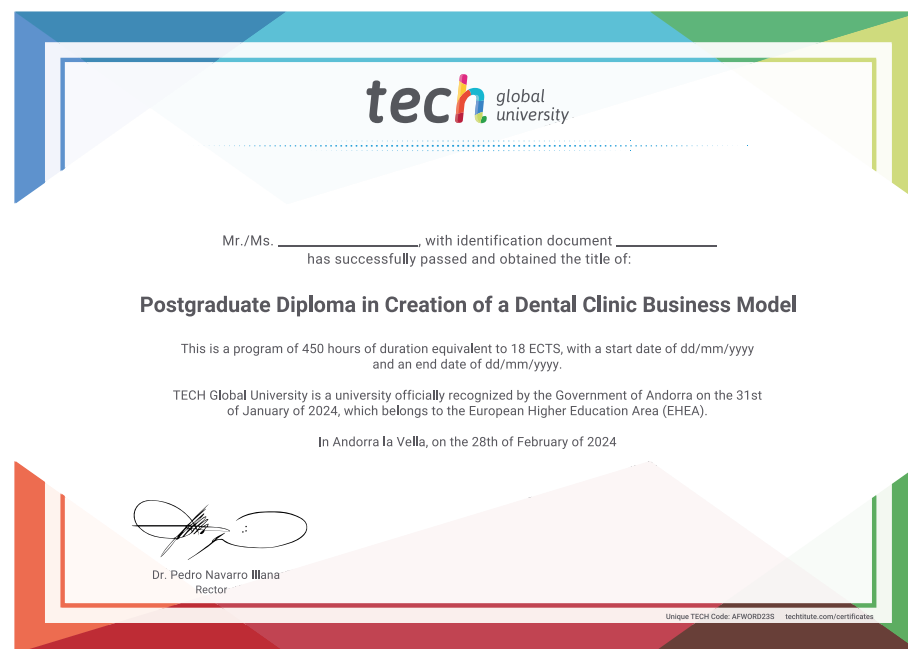 tech global
university
Mr./Ms. ____________, with identification document ____________
has successfully passed and obtained the title of:
Postgraduate Diploma in Creation of a Dental Clinic Business Model
This is a program of 450 hours of duration equivalent to 18 ECTS, with a start date of dd/mm/yyyy
and an end date of dd/mm/yyyy.
TECH Global University is a university officially recognized by the Government of Andorra on the 31st
of January of 2024, which belongs to the European Higher Education Area (EHEA).
In Andorra la Vella, on the 28th of February of 2024
Dr. Pedro Navarro Illana
Rector
Unique TECH Code: AFWORD23S techtitute.com/certificates